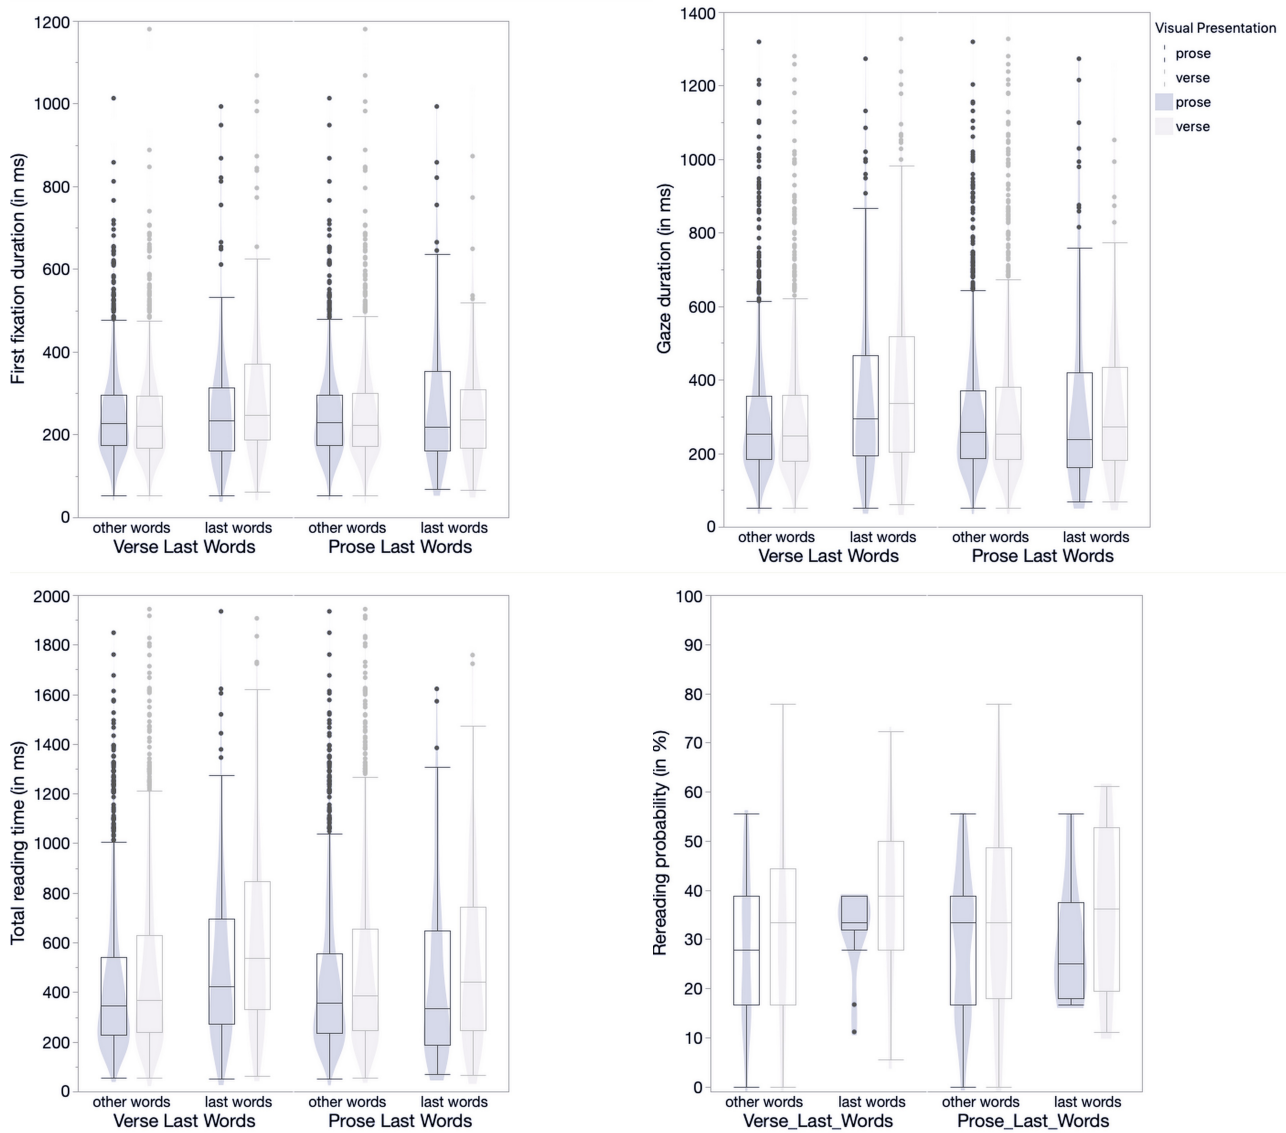 1200
1000
800
600
400
200
0
First fixation duration (in ms)
other words last words other words last words
Verse Last Words Prose Last Words
1400
1200
1000
800
600
400
200
0
Gaze duration (in ms)
other words last words other words last words
Verse Last Words Prose Last Words
Visual Presentation
prose
verse
prose
verse
2000
1800
1600
1400
1200
1000
800
600
400
200
0
Total reading time (in ms)
other words last words other words last words
Verse Last Words Prose Last Words
100
90
80
70
60
50
40
30
20
10
0
Rereading probability (in %)
other words last words other words last words
Verse_Last_Words Prose_Last_Words